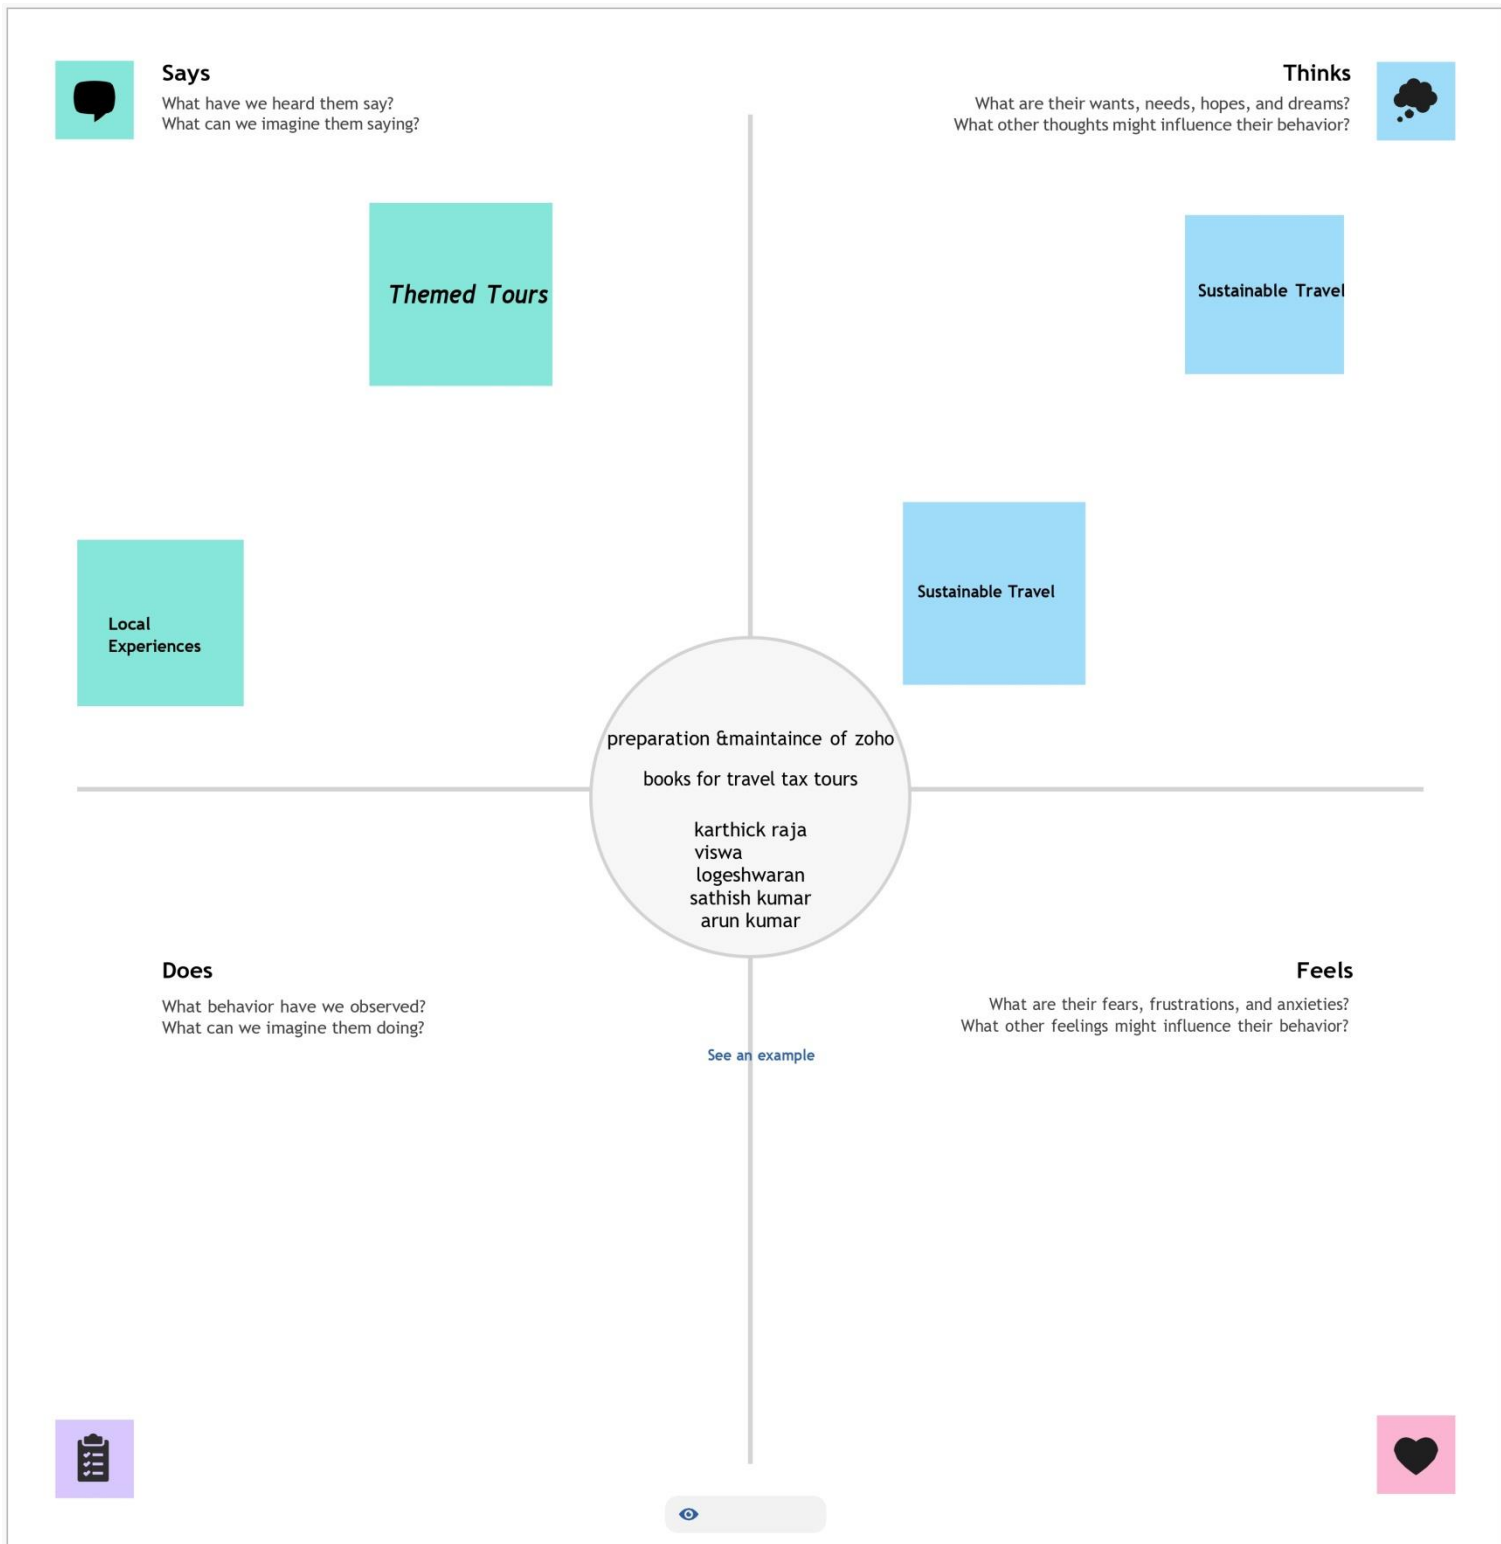 Says
What have we heard them say?
What can we imagine them saying?
Thinks
What are their wants, needs, hopes, and dreams?
What other thoughts might influence their behavior?
Themed Tours
Sustainable Travel
Local
Experiences
Sustainable Travel
preparation &maintaince of zoho
books for travel tax tours
karthick raja
viswa
logeshwaran
sathish kumar
arun kumar
Does
What behavior have we observed?
What can we imagine them doing?
Feels
What are their fears, frustrations, and anxieties?
What other feelings might influence their behavior?
See an example